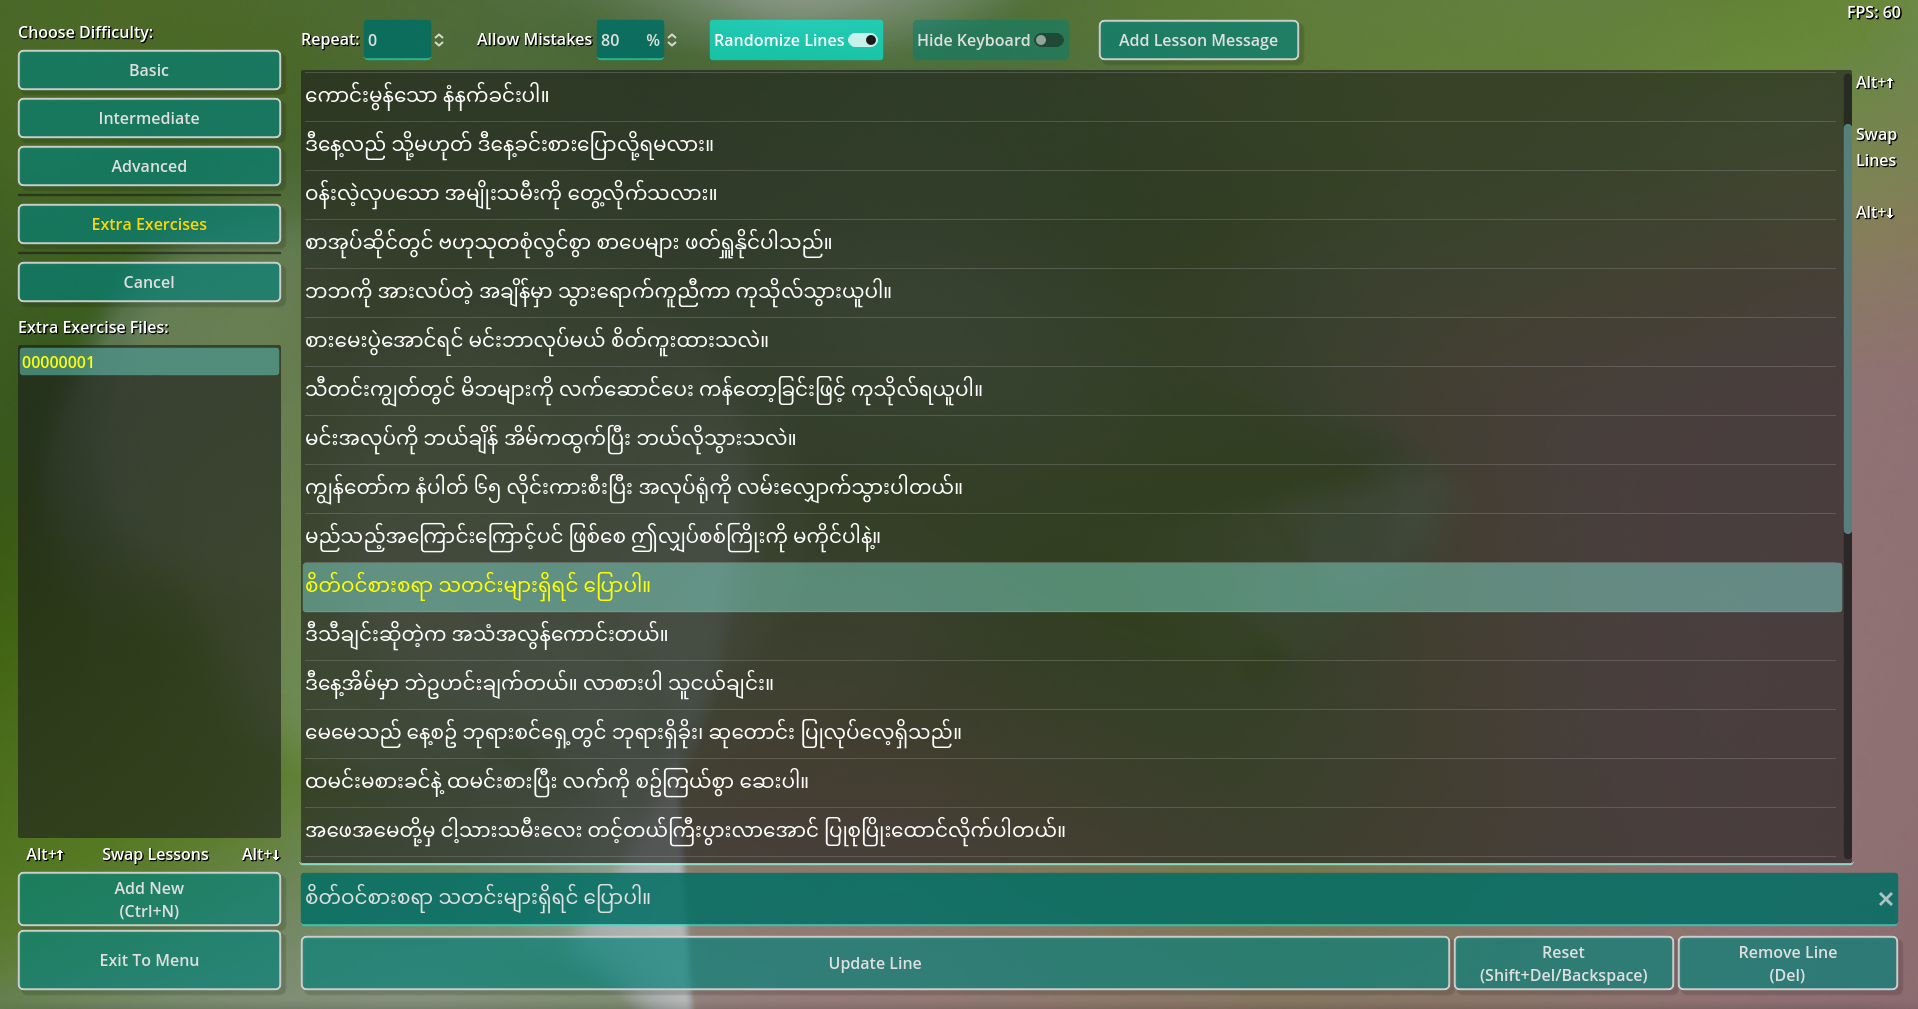 FPS: 60
Choose Difficulty:
Basic
Intermediate
Advanced
Extra Exercises
Cancel
Extra Exercise Files:
00000001
Alt+↑ Swap Lessons Alt+↓
Add New
(Ctrl+N)
Exit To Menu
Repeat: 0 Allow Mistakes 80 % Randomize Lines Hide Keyboard Add Lesson Message
ကောင်းမွန်သော နံနက်ခင်းပါ။
ဒီနေ့လည် သို့မဟုတ် ဒီနေ့ခင်းစားပြောလို့ရမလား။
ဝန်းလဲ့လှပသော အမျိုးသမီးကို တွေ့လိုက်သလား။
စာအုပ်ဆိုင်တွင် ဗဟုသုတစုံလွင်စွာ စာပေများ ဖတ်ရှူနိုင်ပါသည်။
ဘဘကို အားလပ်တဲ့ အချိန်မှာ သွားရောက်ကူညီကာ ကုသိုလ်သွားယူပါ။
စားမေးပွဲအောင်ရင် မင်းဘာလုပ်မယ် စိတ်ကူးထားသလဲ။
သီတင်းကျွတ်တွင် မိဘများကို လက်ဆောင်ပေး ကန်တော့ခြင်းဖြင့် ကုသိုလ်ရယူပါ။
မင်းအလုပ်ကို ဘယ်ချိန် အိမ်ကထွက်ပြီး ဘယ်လိုသွားသလဲ။
ကျွန်တော်က နံပါတ် ၆၅ လိုင်းကားစီးပြီး အလုပ်ရုံကို လမ်းလျှောက်သွားပါတယ်။
မည်သည့်အကြောင်းကြောင့်ပင် ဖြစ်စေ ဤလျှပ်စစ်ကြိုးကို မကိုင်ပါနဲ့။
စိတ်ဝင်စားစရာ သတင်းများရှိရင် ပြောပါ။
ဒီသီချင်းဆိုတဲ့က အသံအလွန်ကောင်းတယ်။
ဒီနေ့အိမ်မှာ ဘဲဥဟင်းချက်တယ်။ လာစားပါ သူငယ်ချင်း။
မေမေသည် နေ့စဥ် ဘုရားစင်ရှေ့တွင် ဘုရားရှိခိုး၊ ဆုတောင်း ပြုလုပ်လေ့ရှိသည်။
ထမင်းမစားခင်နဲ့ ထမင်းစားပြီး လက်ကို စဥ်ကြယ်စွာ ဆေးပါ။
အဖေအမေတို့မှ ငါ့သားသမီးလေး တင့်တယ်ကြီးပွားလာအောင် ပြုစုပြိုးထောင်လိုက်ပါတယ်။
စိတ်ဝင်စားစရာ သတင်းများရှိရင် ပြောပါ။ ×
Update Line
Reset
(Shift+Del/Backspace)
Remove Line
(Del)
Alt+↑
Swap
Lines
Alt+↓